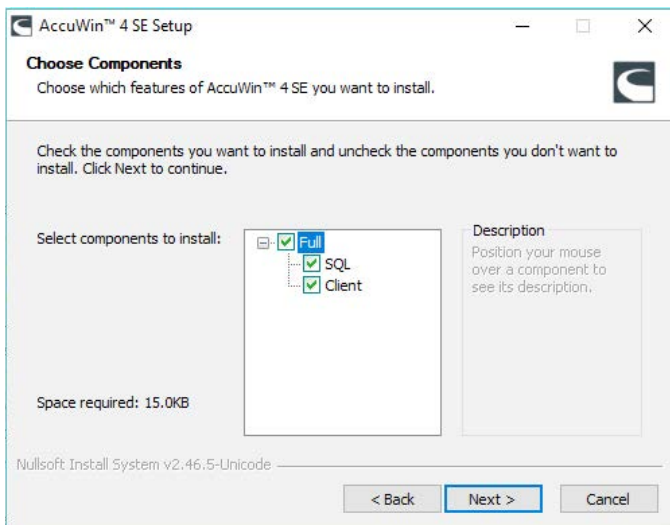 AccuWin™ 4 SE Setup
Choose Components
Choose which features of AccuWin™ 4 SE you want to install.
Check the components you want to install and uncheck the components you don't want to
install. Click Next to continue.
Select components to install:
Full
SQL
Client
Description
Position your mouse
over a component to
see its description.
Space required: 15.0KB
Nullsoft Install System v2.46.5-Unicode
< Back
Next >
Cancel